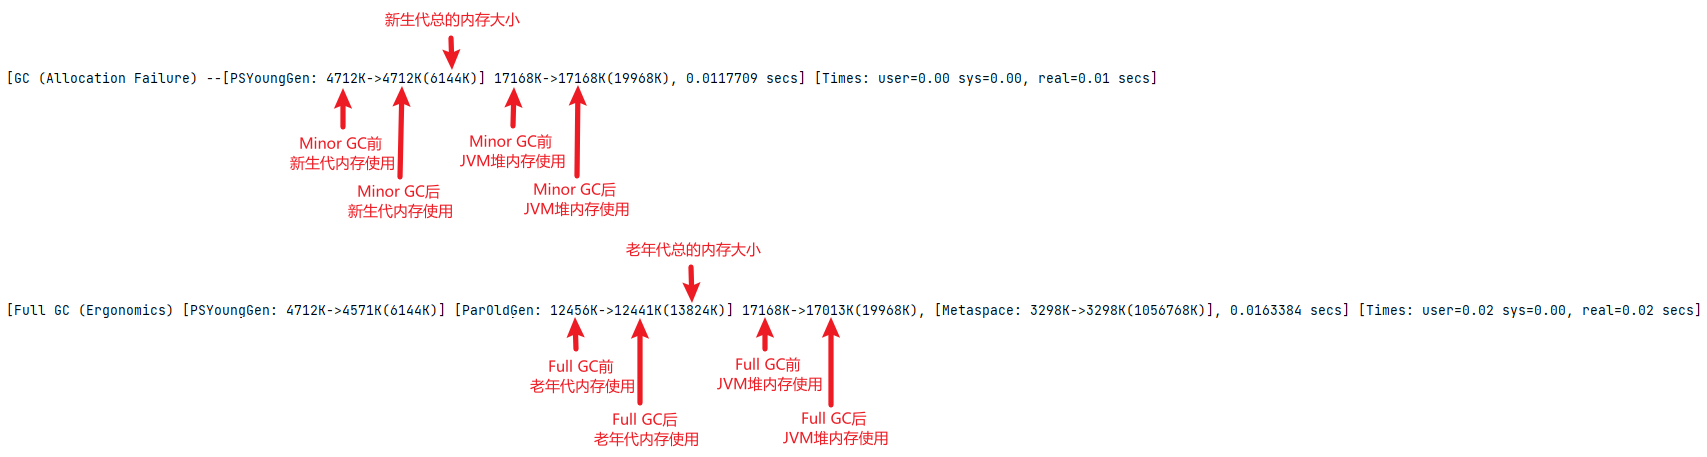 新生代总的内存大小
[GC (Allocation Failure) --[PSYoungGen: 4712K->4712K(6144K)] 17168K->17168K(19968K), 0.0117709 secs] [Times: user=0.00 sys=0.00, real=0.01 secs]
Minor GC前
新生代内存使用
Minor GC前
JVM堆内存使用
Minor GC后
新生代内存使用
Minor GC后
JVM堆内存使用
老年代总的内存大小
[Full GC (Ergonomics) [PSYoungGen: 4712K->4571K(6144K)] [ParOldGen: 12456K->12441K(13824K)] 17168K->17013K(19968K), [Metaspace: 3298K->3298K(1056768K)], 0.0163384 secs] [Times: user=0.02 sys=0.00, real=0.02 secs]
Full GC前
老年代内存使用
Full GC前
JVM堆内存使用
Full GC后
老年代内存使用
Full GC后
JVM堆内存使用